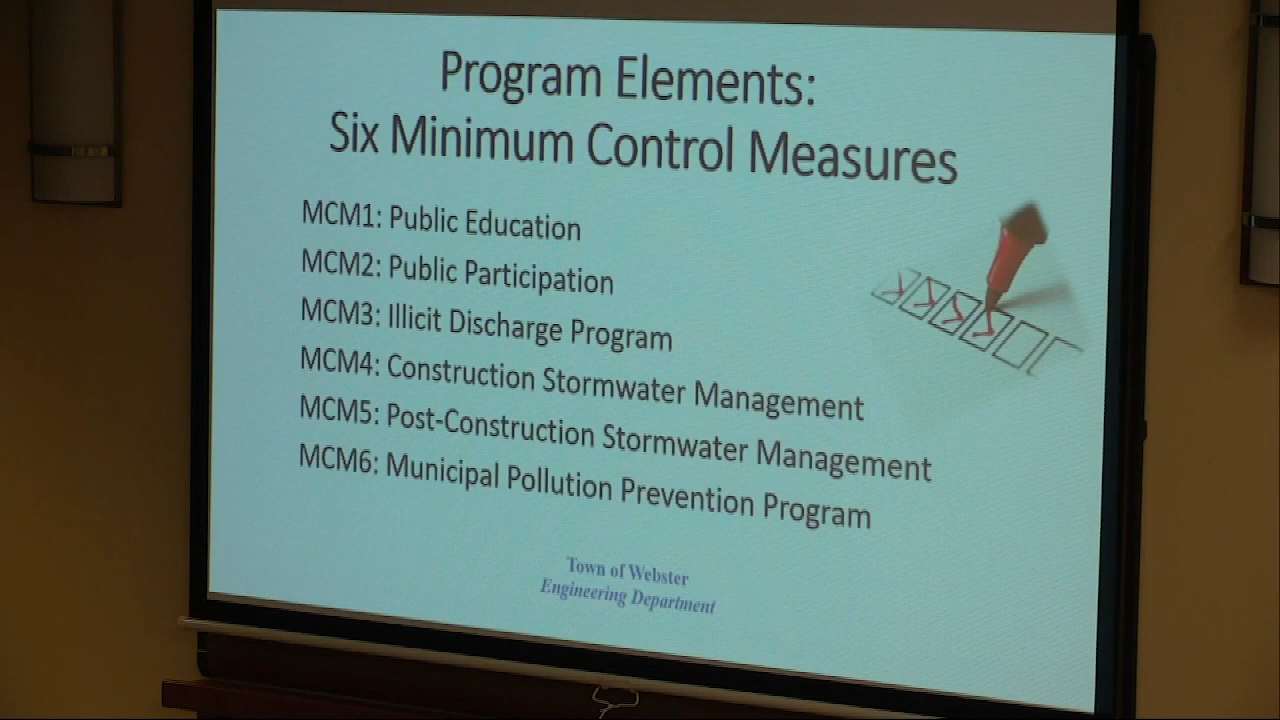 Program Elements:
Six Minimum Control Measures
MCM1: Public Education
MCM2: Public Participation
MCM3: Illicit Discharge Program
MCM4: Construction Stormwater Management
MCM5: Post-Construction Stormwater Management
MCM6: Municipal Pollution Prevention Program
Town of Webster
Engineering Department